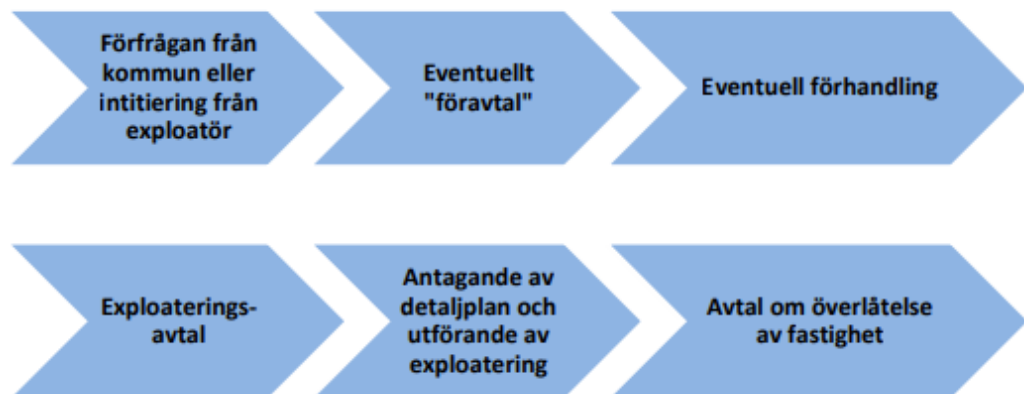 Förfrågan från
kommun eller
intitiering från
exploatör
Eventuellt
"föravtal"
Eventuell förhandling
Exploaterings-
avtal
Antagande av
detaljplan och
utförande av
exploatering
Avtal om överlåtelse
av fastighet